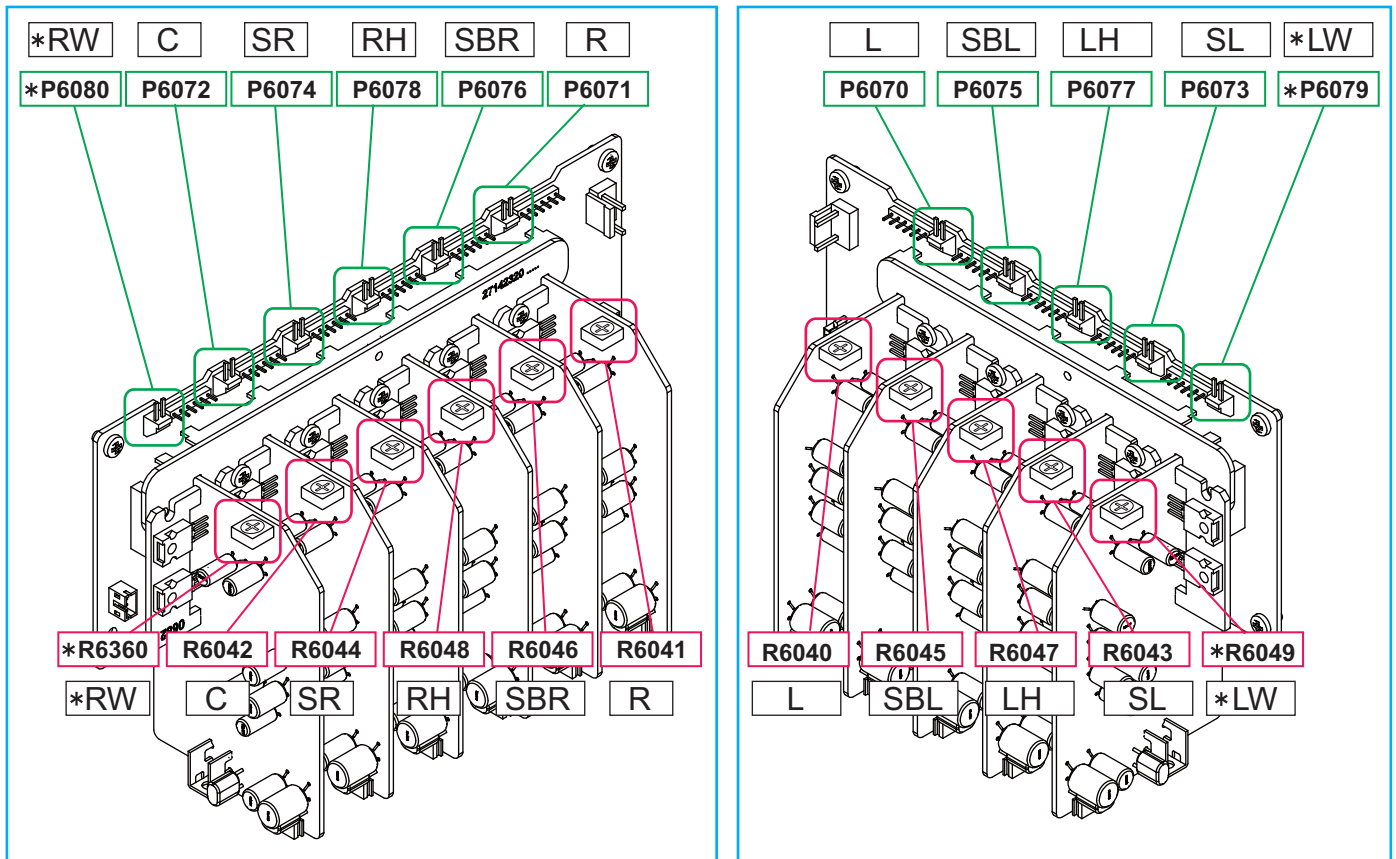 *RW C SR RH SBR R
*P6080 P6072 P6074 P6078 P6076 P6071
27142320 .....
*R6360 R6042 R6044 R6048 R6046 R6041
*RW C SR RH SBR R
L SBL LH SL *LW
P6070 P6075 P6077 P6073 *P6079
R6040 R6045 R6047 R6043 *R6049
L SBL LH SL *LW